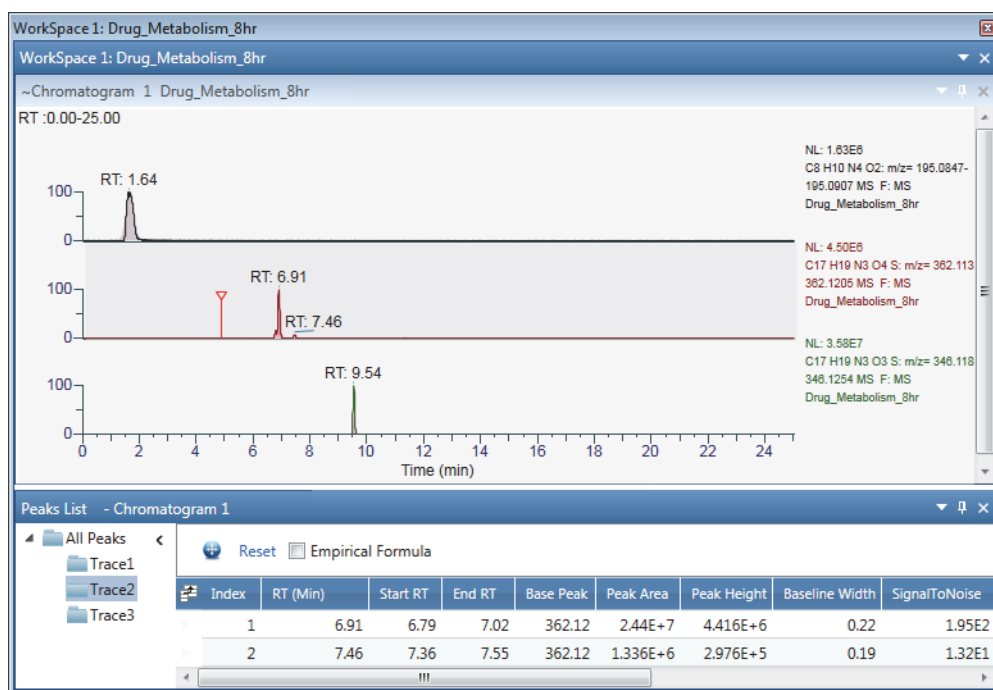 WorkSpace 1: Drug_Metabolism_8hr
WorkSpace 1: Drug_Metabolism_8hr
~Chromatogram 1 Drug_Metabolism_8hr
RT :0.00-25.00
NL: 1.63E6
C8 H10 N4 O2: m/z= 195.0847-
195.0907 MS F: MS
Drug_Metabolism_8hr
RT: 1.64
100
0
NL: 4.50E6
C17 H19 N3 O4 S: m/z= 362.113
362.1205 MS F: MS
Drug_Metabolism_8hr
RT: 6.91
100
RT: 7.46
0
NL: 3.58E7
C17 H19 N3 O3 S: m/z= 346.118
346.1254 MS F: MS
Drug_Metabolism_8hr
RT: 9.54
100
0
0 2 4 6 8 10 12 14 16 18 20 22 24
Time (min)
Peaks List - Chromatogram 1
All Peaks
Trace1
Trace2
Trace3
Reset Empirical Formula
Index RT (Min) Start RT End RT Base Peak Peak Area Peak Height Baseline Width SignalToNoise
1 6.91 6.79 7.02 362.12 2.44E+7 4.416E+6 0.22 1.95E2
2 7.46 7.36 7.55 362.12 1.336E+6 2.976E+5 0.19 1.32E1